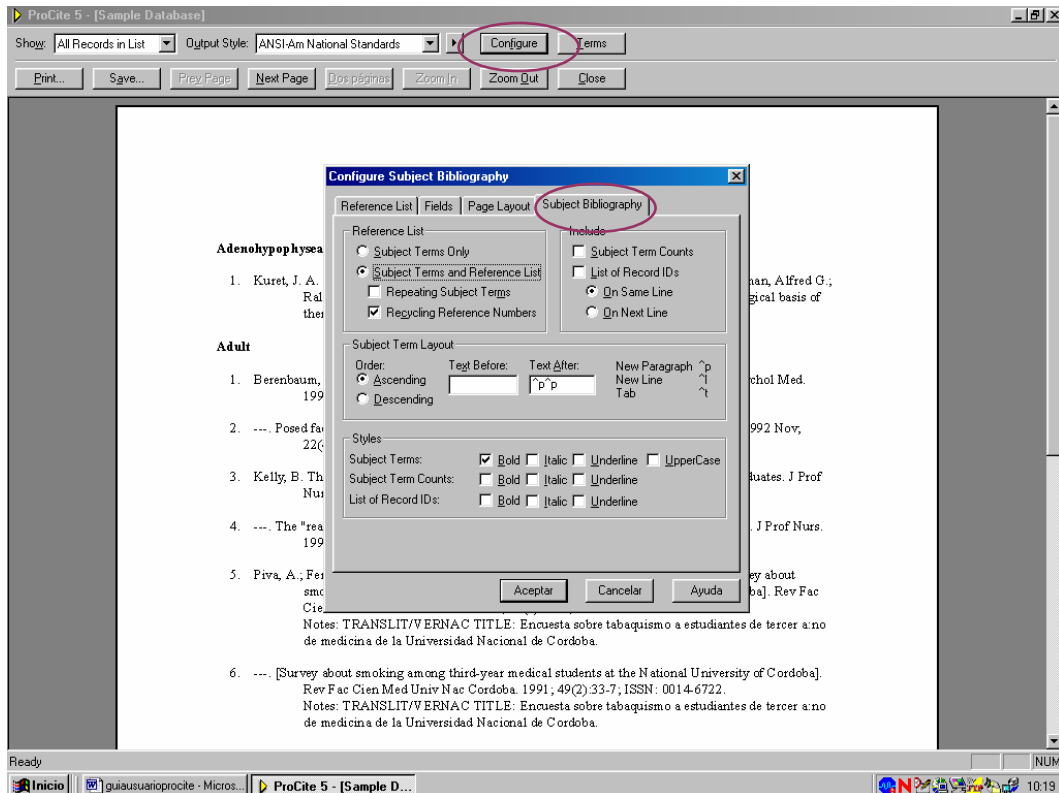 ProCite 5 - [Sample Database]
Show: All Records in List Output Style: ANSI-Am National Standards Configure Terms
Print... Save... Prev Page Next Page Dos páginas Zoom In Zoom Out Close
Configure Subject Bibliography
Reference List Fields Page Layout Subject Bibliography
Reference List
Subject Terms Only
Subject Terms and Reference List
Repeating Subject Terms
Recycling Reference Numbers
Include
Subject Term Counts
List of Record IDs
On Same Line
On Next Line
Subject Term Layout
Order:
Ascending
Descending
Text Before:
Text After:
^p^p
New Paragraph ^p
New Line ^l
Tab ^t
Styles
Subject Terms: Bold Italic Underline UpperCase
Subject Term Counts: Bold Italic Underline
List of Record IDs: Bold Italic Underline
Aceptar Cancelar Ayuda
Adenohypophysea
1. Kuret, J. A. man, Alfred G.;
Ral gical basis of
ther
Adult
1. Berenbaum, chol Med.
199
2. ---. Posed fa 1992 Nov;
22(
3. Kelly, B. Th duates. J Prof
Nur
4. ---. The "rea . J Prof Nurs.
199
5. Piva, A.; Fer ey about
smo ba]. Rev Fac
Cie
Notes: TRANSLIT/VERNAC TITLE: Encuesta sobre tabaquismo a estudiantes de tercer a:no
de medicina de la Universidad Nacional de Cordoba.
6. ---. [Survey about smoking among third-year medical students at the National University of Cordoba].
Rev Fac Cien Med Univ Nac Cordoba. 1991; 49(2):33-7; ISSN: 0014-6722.
Notes: TRANSLIT/VERNAC TITLE: Encuesta sobre tabaquismo a estudiantes de tercer a:no
de medicina de la Universidad Nacional de Cordoba.
Ready NUM
Inicio guiausuarioprocite - Micros... ProCite 5 - [Sample D... 10:19